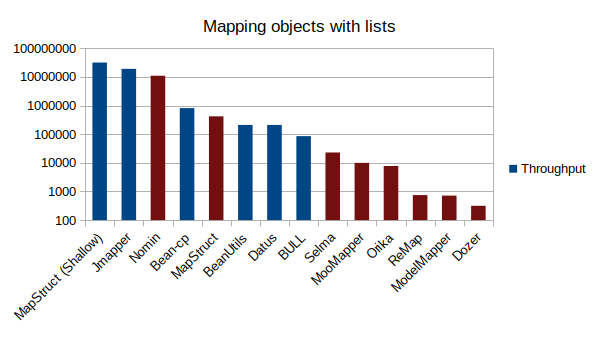 Mapping objects with lists
100000000
10000000
1000000
100000
10000
1000
100
Throughput
MapStruct (Shallow)
Jmapper
Nomin
Bean-cp
MapStruct
BeanUtils
Datus
BULL
Selma
MooMapper
Orika
ReMap
ModelMapper
Dozer